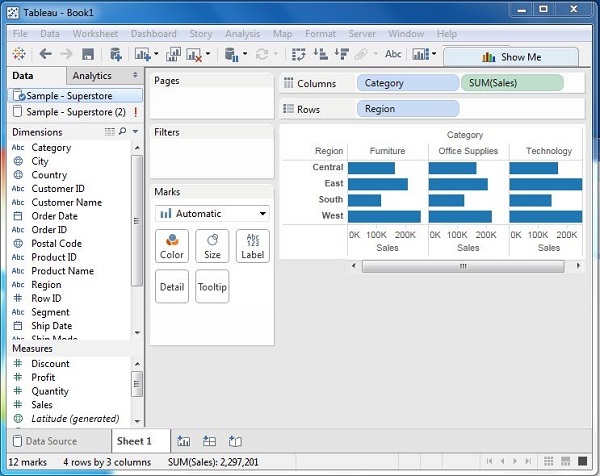 Tableau - Book1
File Data Worksheet Dashboard Story Analysis Map Format Server Window Help
Abc Show Me
Data Analytics
Sample - Superstore
Sample - Superstore (2) !
Dimensions
Abc Category
City
Country
Abc Customer ID
Abc Customer Name
Order Date
Abc Order ID
Postal Code
Abc Product ID
Abc Product Name
Region
# Row ID
Abc Segment
Ship Date
Abc Ship Mode
Measures
# Discount
# Profit
# Quantity
# Sales
Latitude (generated)
Pages
Filters
Marks
Automatic
Color Size Abc 123 Label
Detail Tooltip
Columns Category SUM(Sales)
Rows Region
Category
Region Furniture Office Supplies Technology
Central
East
South
West
0K 100K 200K 0K 100K 200K 0K 100K 200K
Sales Sales Sales
Data Source Sheet 1
12 marks 4 rows by 3 columns SUM(Sales): 2,297,201